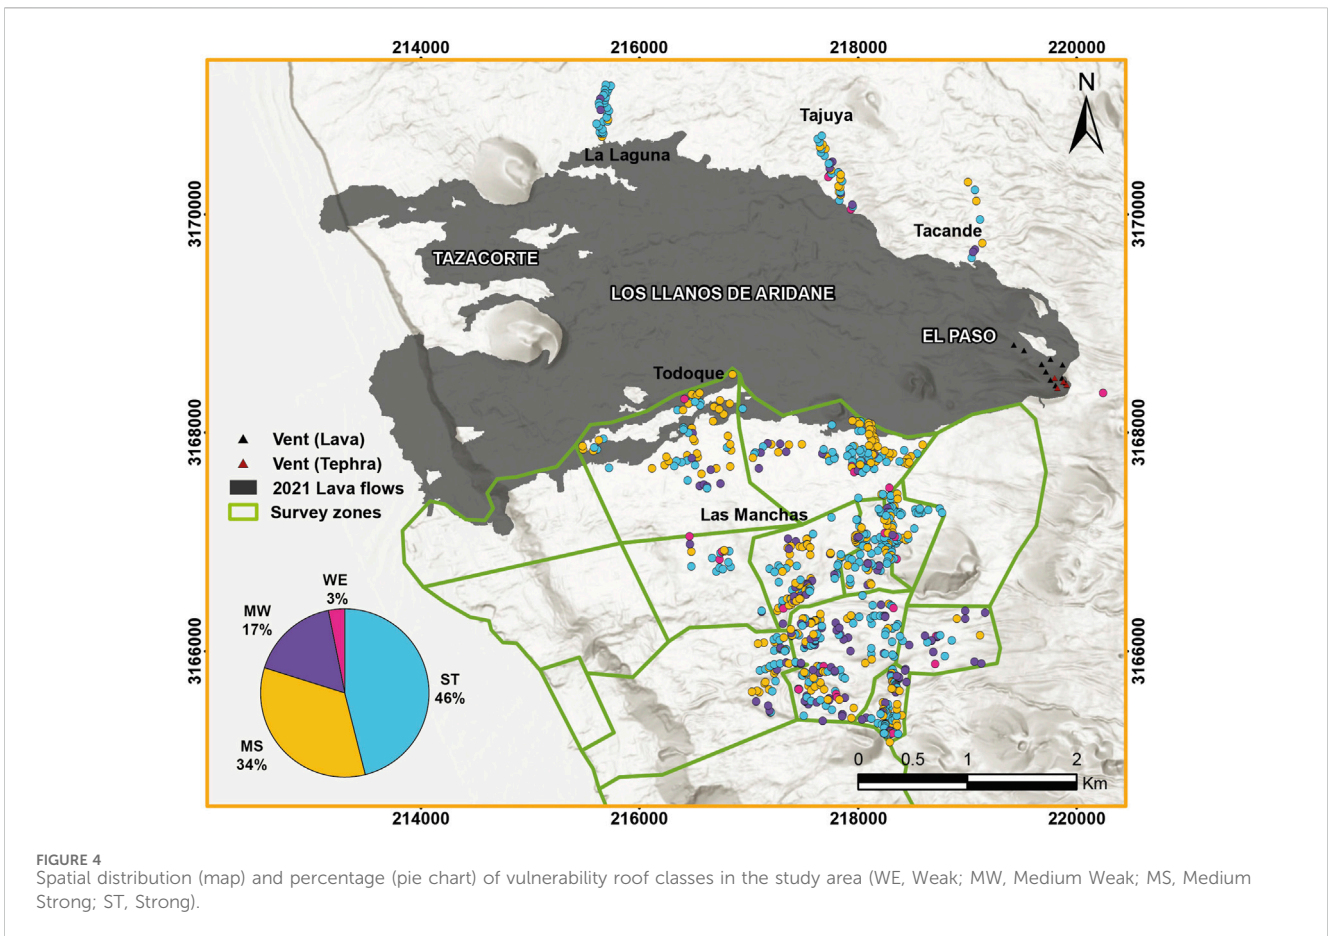 214000
216000
218000
220000
N
Tajuya
La Laguna
3170000
3170000
Tacande
TAZACORTE
LOS LLANOS DE ARIDANE
EL PASO
Todoque
3168000
3168000
Vent (Lava)
Vent (Tephra)
2021 Lava flows
Survey zones
Las Manchas
WE
3%
MW
17%
ST
46%
MS
34%
3166000
3166000
0
0.5
1
2
Km
214000
216000
218000
220000
FIGURE 4
Spatial distribution (map) and percentage (pie chart) of vulnerability roof classes in the study area (WE, Weak; MW, Medium Weak; MS, Medium
Strong; ST, Strong).